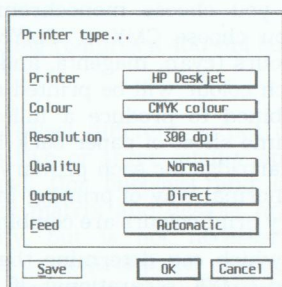 Printer type...
Printer HP Deskjet
Colour CMYK colour
Resolution 300 dpi
Quality Normal
Output Direct
Feed Automatic
Save OK Cancel